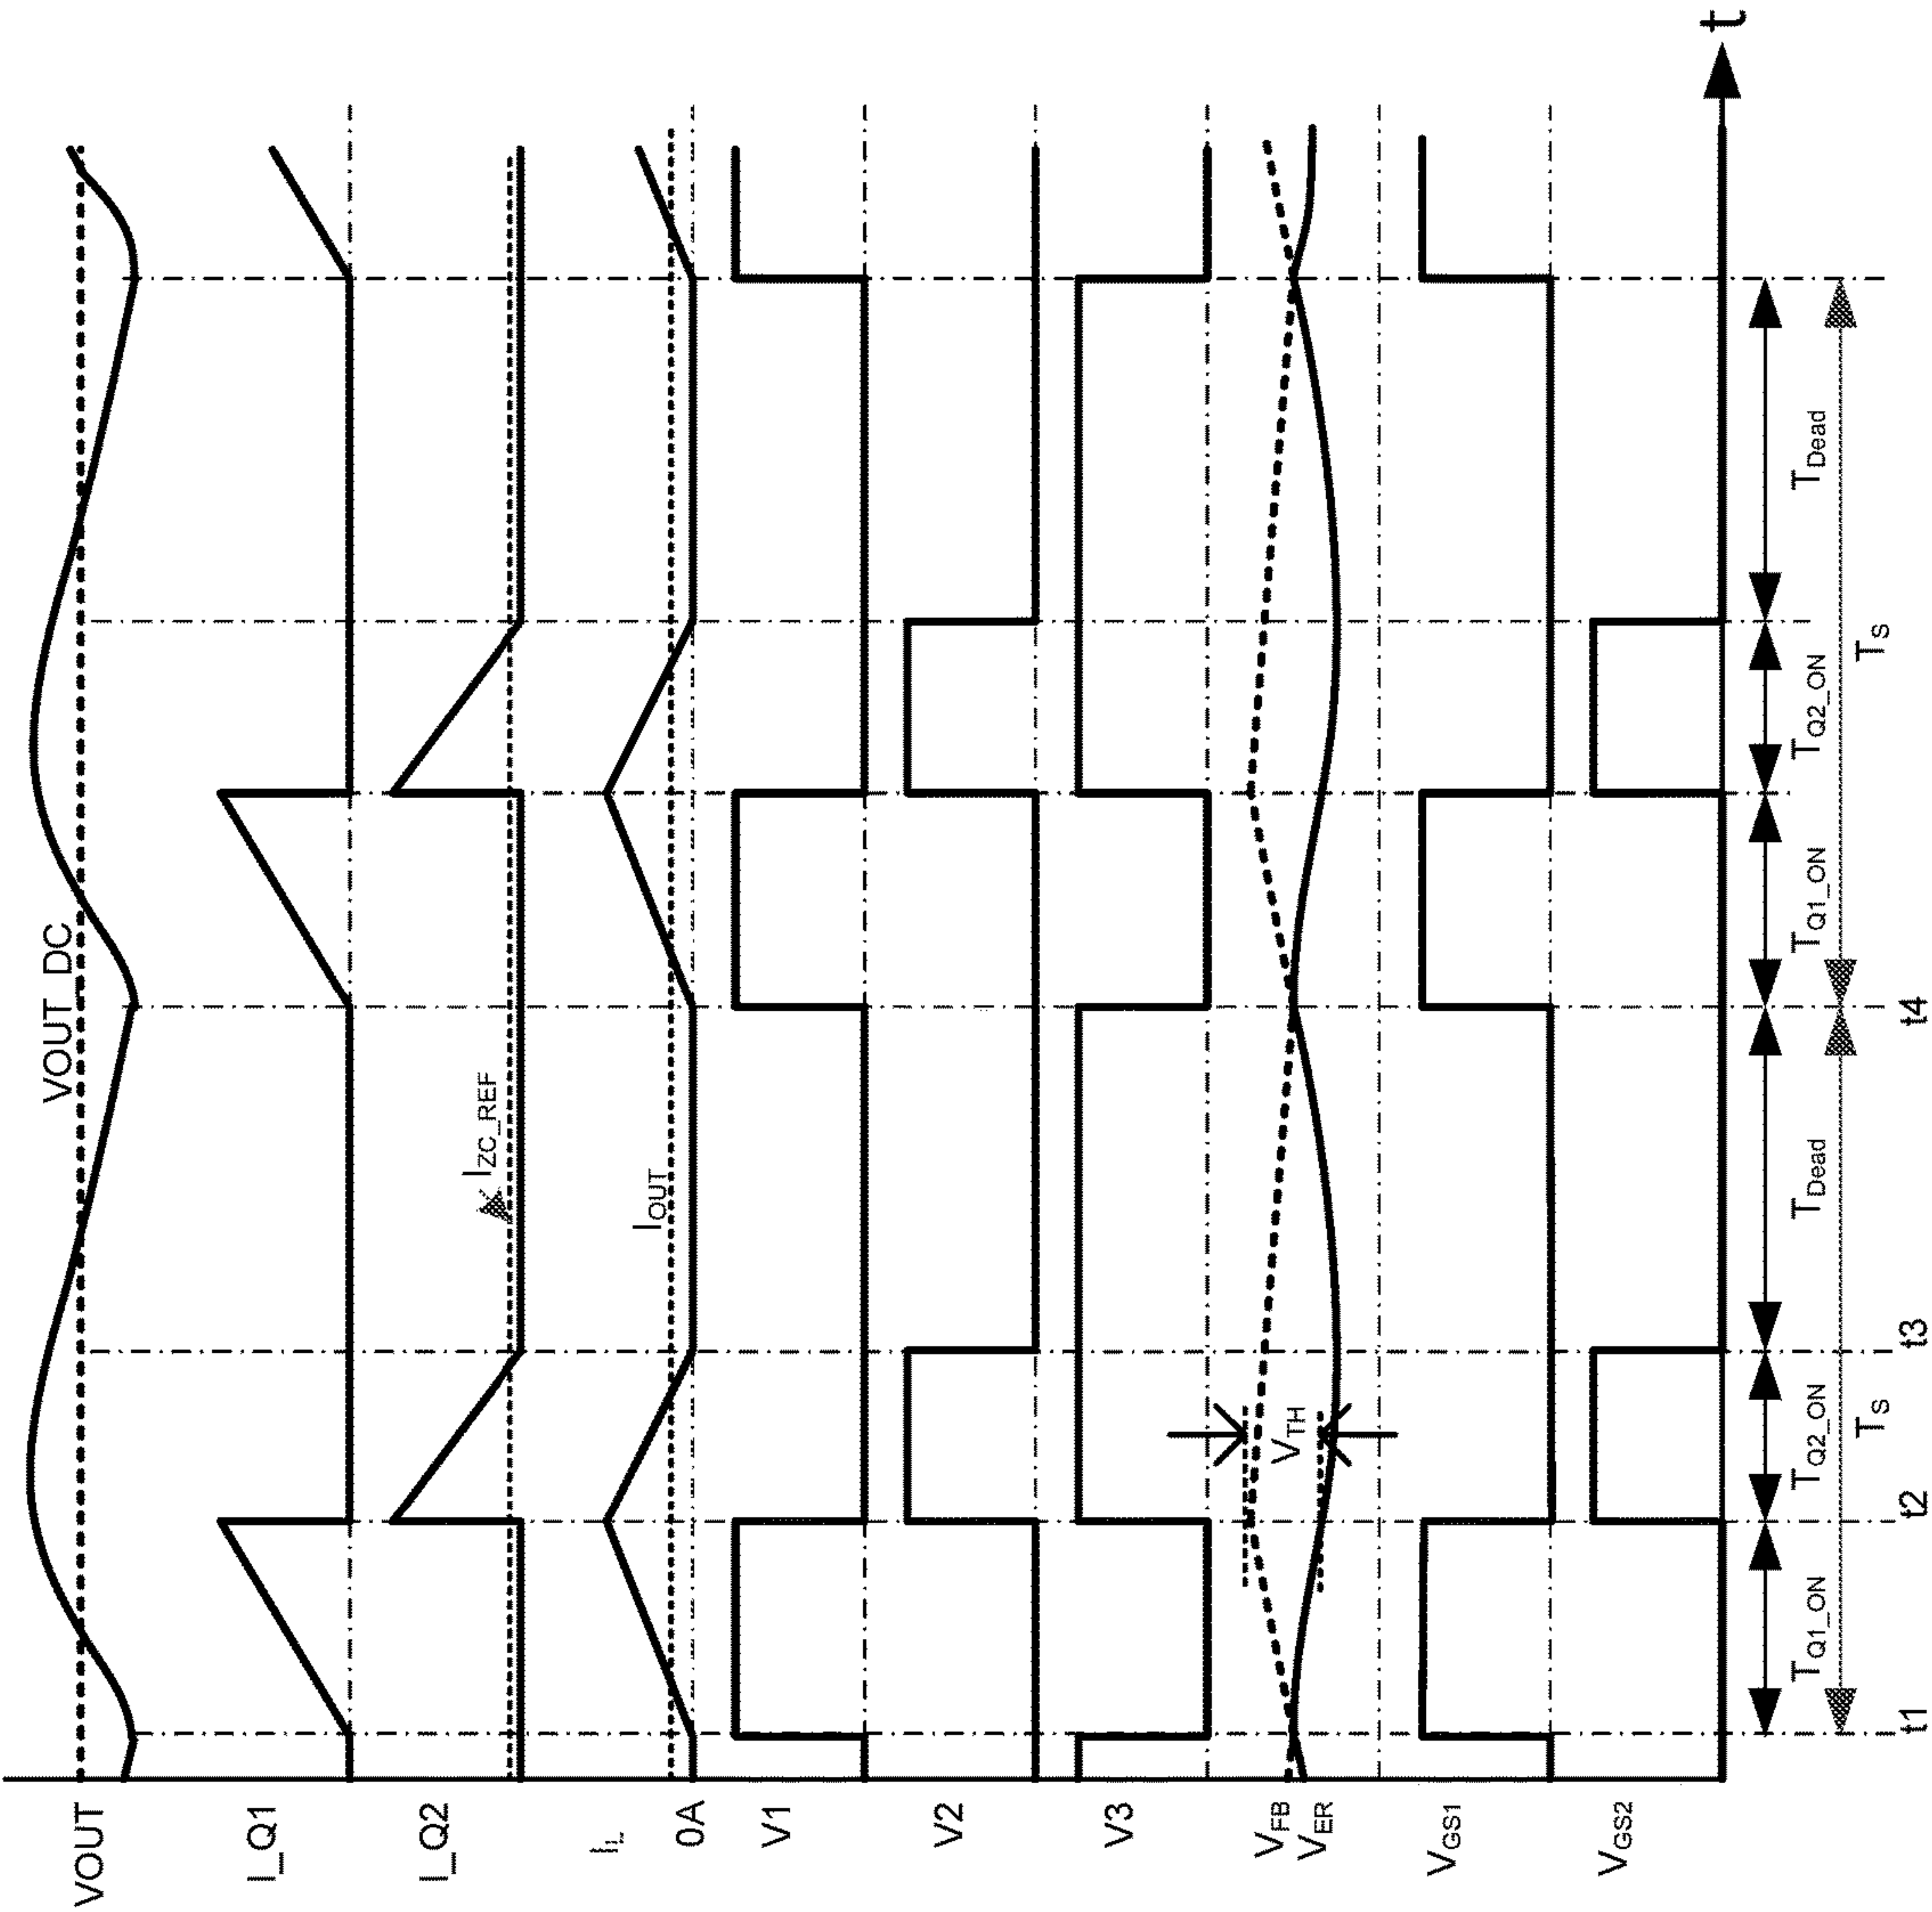 VOUT
VOUT_DC
I_Q1
I_Q2
IZC_REF
IL
IOUT
0A
V1
V2
V3
VFB
VER
VTH
VGS1
VGS2
t
TQ1_ON
TQ2_ON
TDead
TQ1_ON
TQ2_ON
TDead
TS
TS
t1
t2
t3
t4